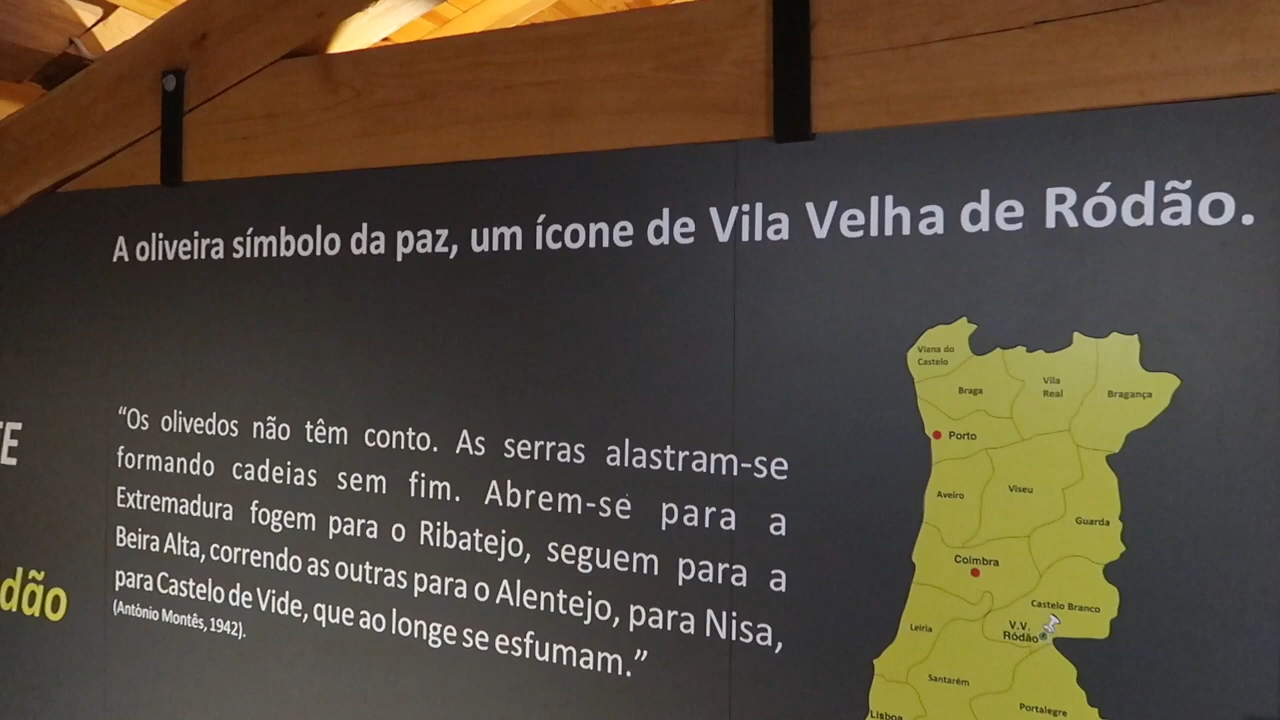 A oliveira símbolo da paz, um ícone de Vila Velha de Ródão.
“Os olivedos não têm conto. As serras alastram-se
formando cadeias sem fim. Abrem-se para a
Extremadura fogem para o Ribatejo, seguem para a
Beira Alta, correndo as outras para o Alentejo, para Nisa,
para Castelo de Vide, que ao longe se esfumam.”
(António Montês, 1942).
TE
dão
Viana do
Castelo
Braga
Vila
Real
Bragança
Porto
Aveiro
Viseu
Guarda
Coimbra
Castelo Branco
V.V.
Ródão
Leiria
Santarém
Portalegre
Lisboa